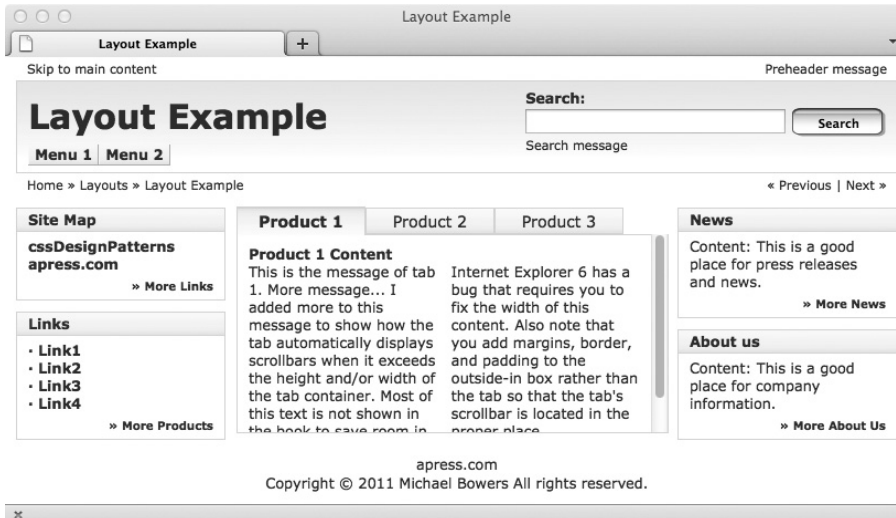 Layout Example
Layout Example
+
Skip to main content
Preheader message
Layout Example
Search:
Search
Search message
Menu 1
Menu 2
Home » Layouts » Layout Example
« Previous | Next »
Site Map
cssDesignPatterns
apress.com
» More Links
Links
· Link1
· Link2
· Link3
· Link4
» More Products
Product 1
Product 2
Product 3
Product 1 Content
This is the message of tab
1. More message... I
added more to this
message to show how the
tab automatically displays
scrollbars when it exceeds
the height and/or width of
the tab container. Most of
this text is not shown in
the book to save room in
Internet Explorer 6 has a
bug that requires you to
fix the width of this
content. Also note that
you add margins, border,
and padding to the
outside-in box rather than
the tab so that the tab's
scrollbar is located in the
proper place.
News
Content: This is a good
place for press releases
and news.
» More News
About us
Content: This is a good
place for company
information.
» More About Us
apress.com
Copyright © 2011 Michael Bowers All rights reserved.
x